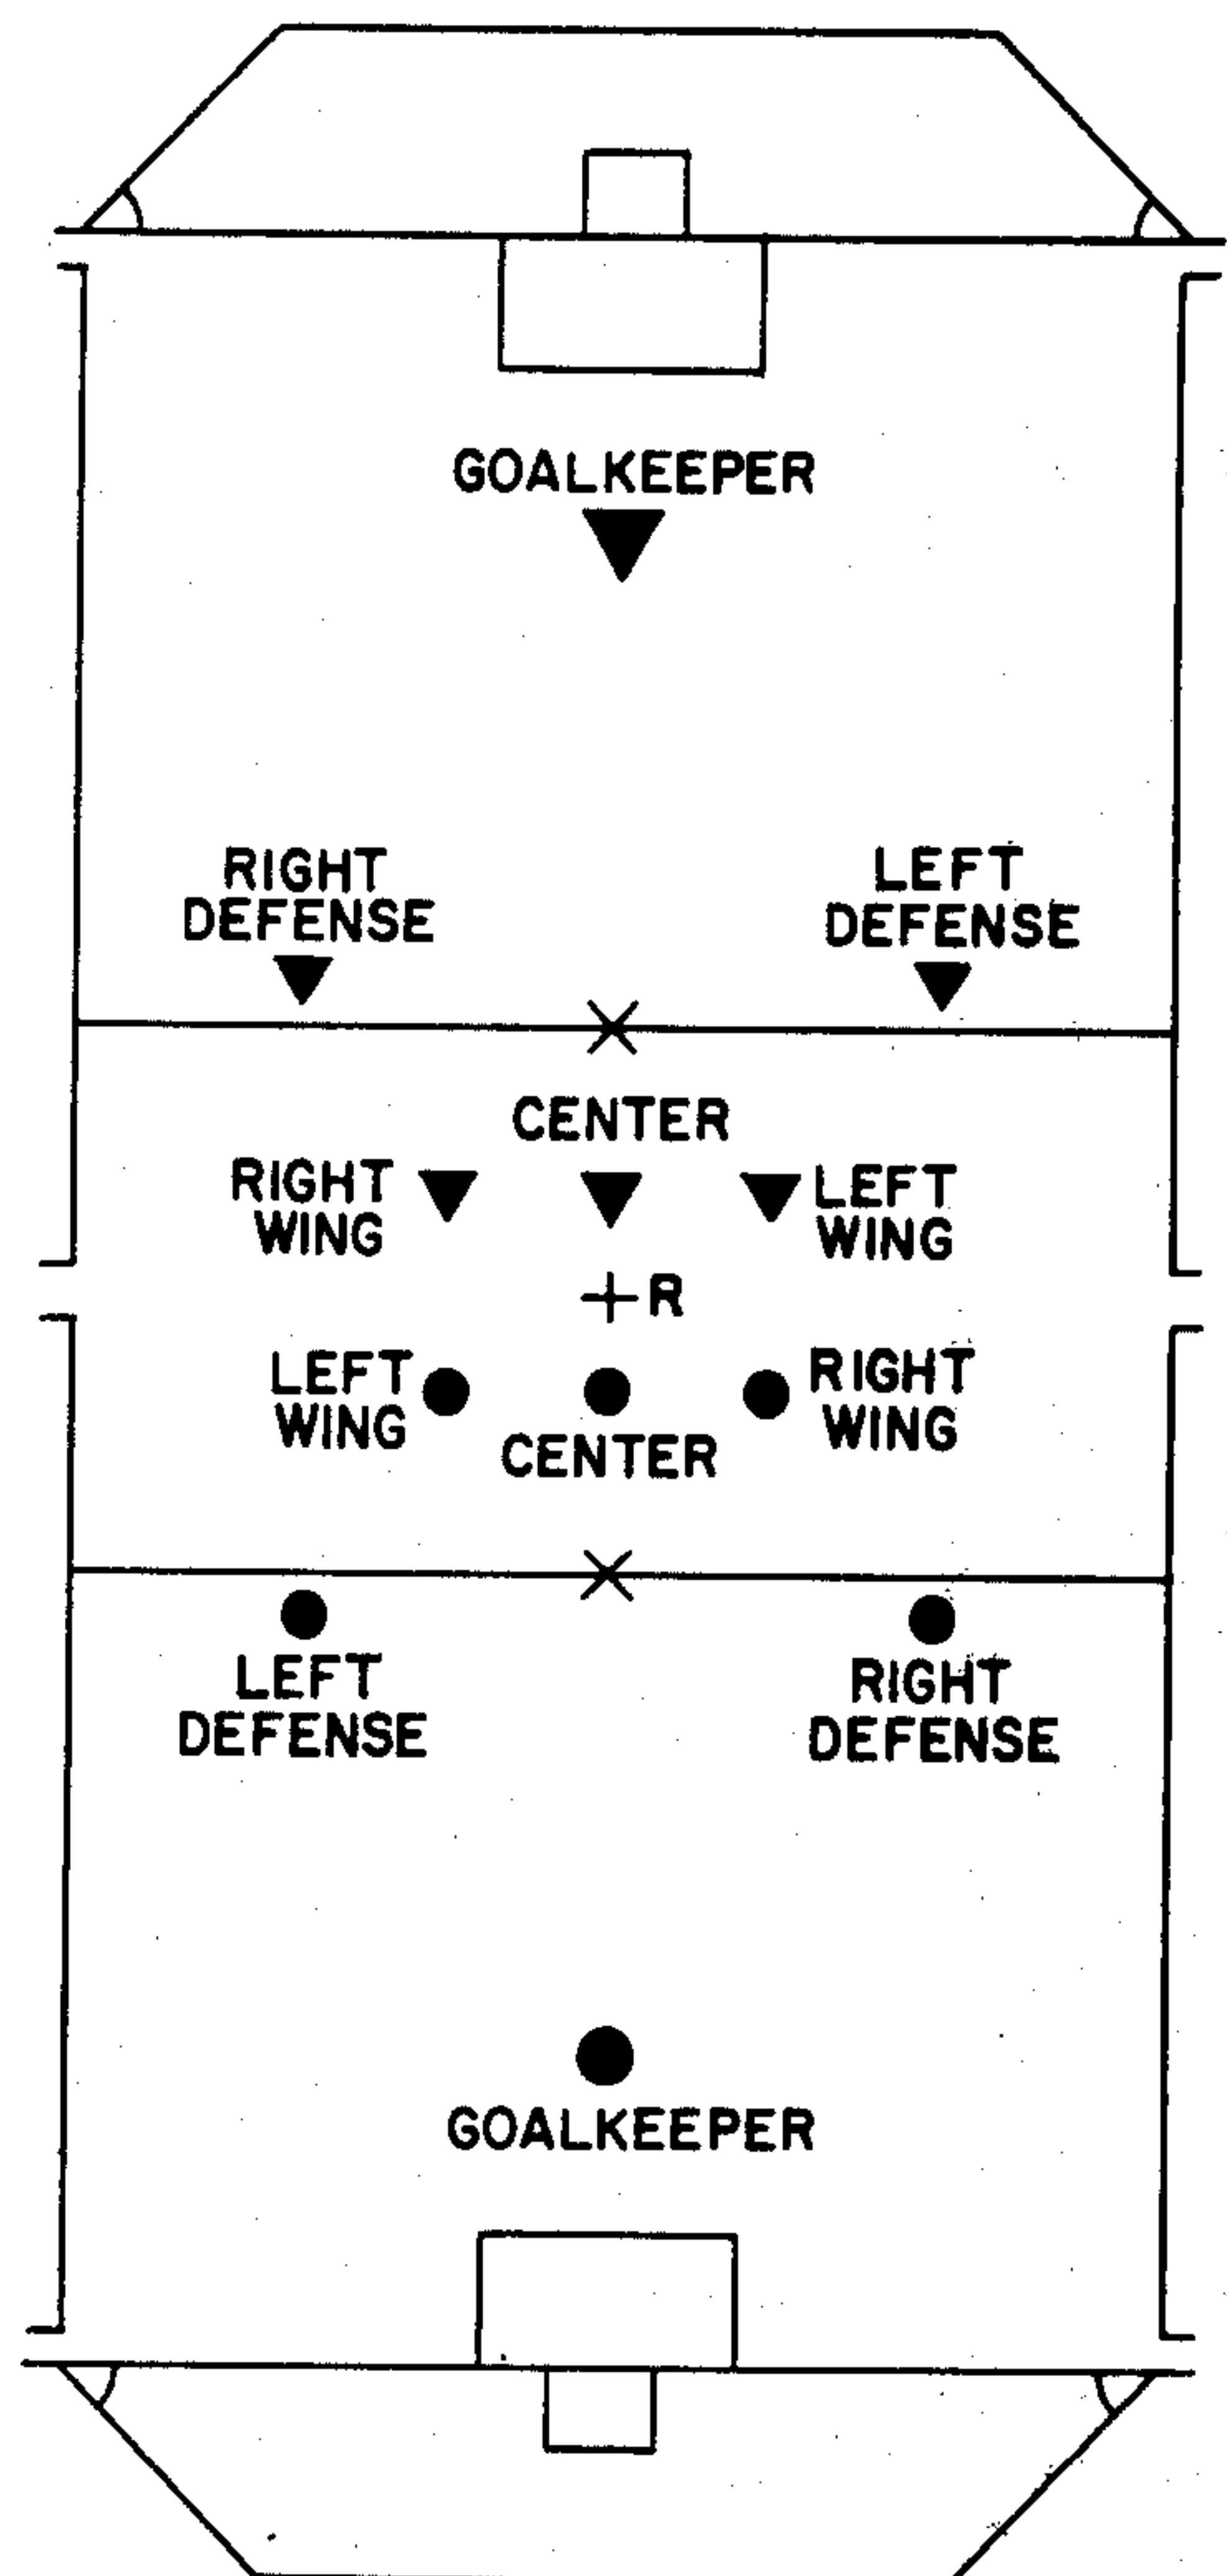 GOALKEEPER
RIGHT
DEFENSE
LEFT
DEFENSE
CENTER
RIGHT
WING
LEFT
WING
R
LEFT
WING
RIGHT
WING
CENTER
LEFT
DEFENSE
RIGHT
DEFENSE
GOALKEEPER